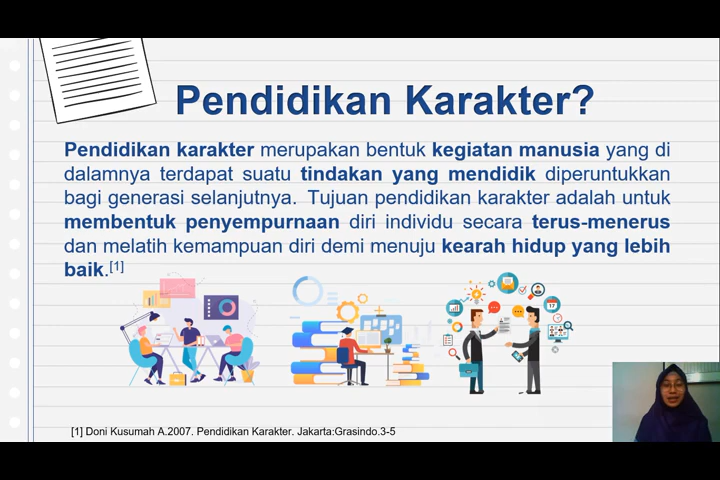 Pendidikan Karakter?
Pendidikan karakter merupakan bentuk kegiatan manusia yang di
dalamnya terdapat suatu tindakan yang mendidik diperuntukkan
bagi generasi selanjutnya. Tujuan pendidikan karakter adalah untuk
membentuk penyempurnaan diri individu secara terus-menerus
dan melatih kemampuan diri demi menuju kearah hidup yang lebih
baik.[1]
17
[1] Doni Kusumah A.2007. Pendidikan Karakter. Jakarta:Grasindo.3-5